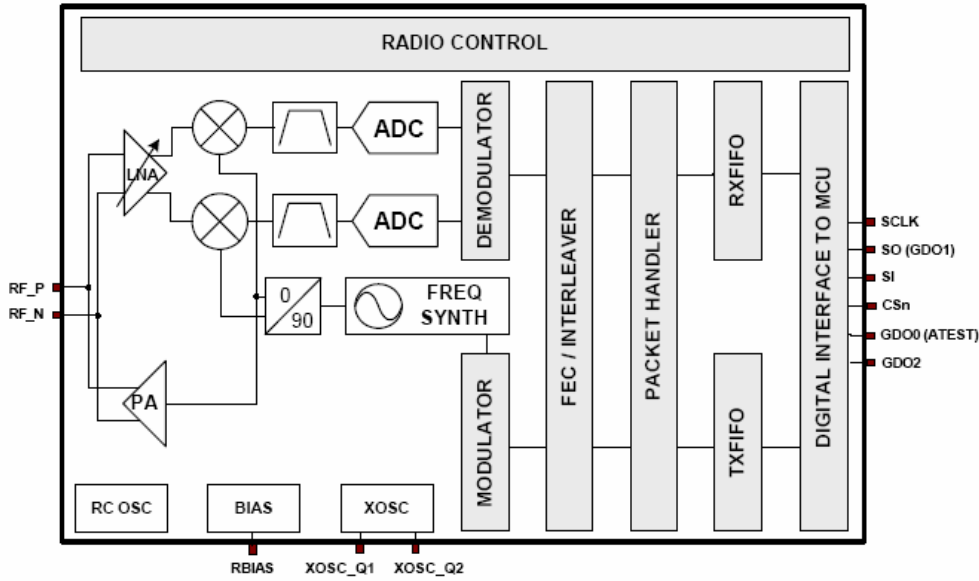 RADIO CONTROL
LNA
ADC
ADC
DEMODULATOR
FEC / INTERLEAVER
PACKET HANDLER
RXFIFO
DIGITAL INTERFACE TO MCU
SCLK
SO (GDO1)
SI
CSn
GDO0 (ATEST)
GDO2
RF_P
RF_N
0
90
FREQ
SYNTH
PA
MODULATOR
TXFIFO
RC OSC
BIAS
XOSC
RBIAS
XOSC_Q1
XOSC_Q2